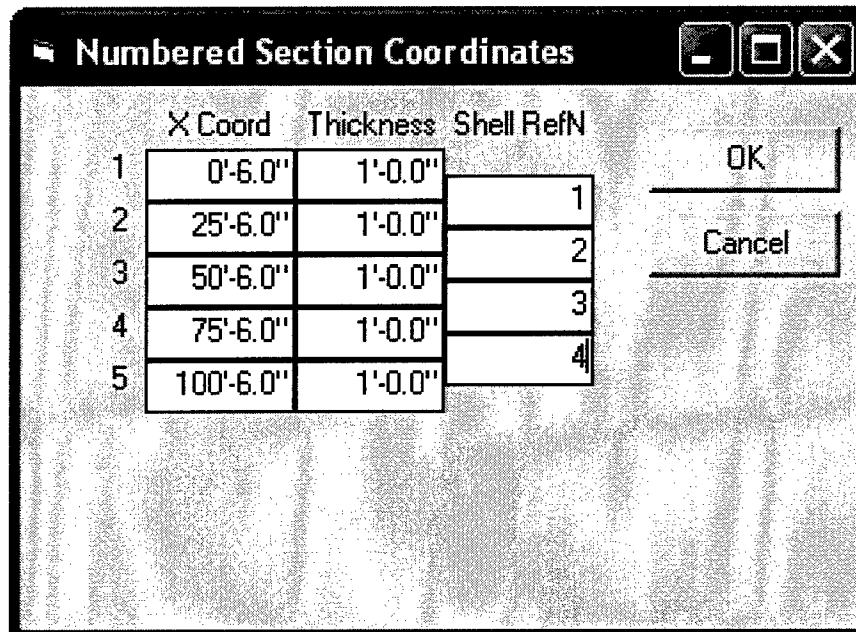 Numbered Section Coordinates
X Coord Thickness Shell RefN
OK
1 0'-6.0" 1'-0.0"
1
2 25'-6.0" 1'-0.0"
2
Cancel
3 50'-6.0" 1'-0.0"
3
4 75'-6.0" 1'-0.0"
4
5 100'-6.0" 1'-0.0"